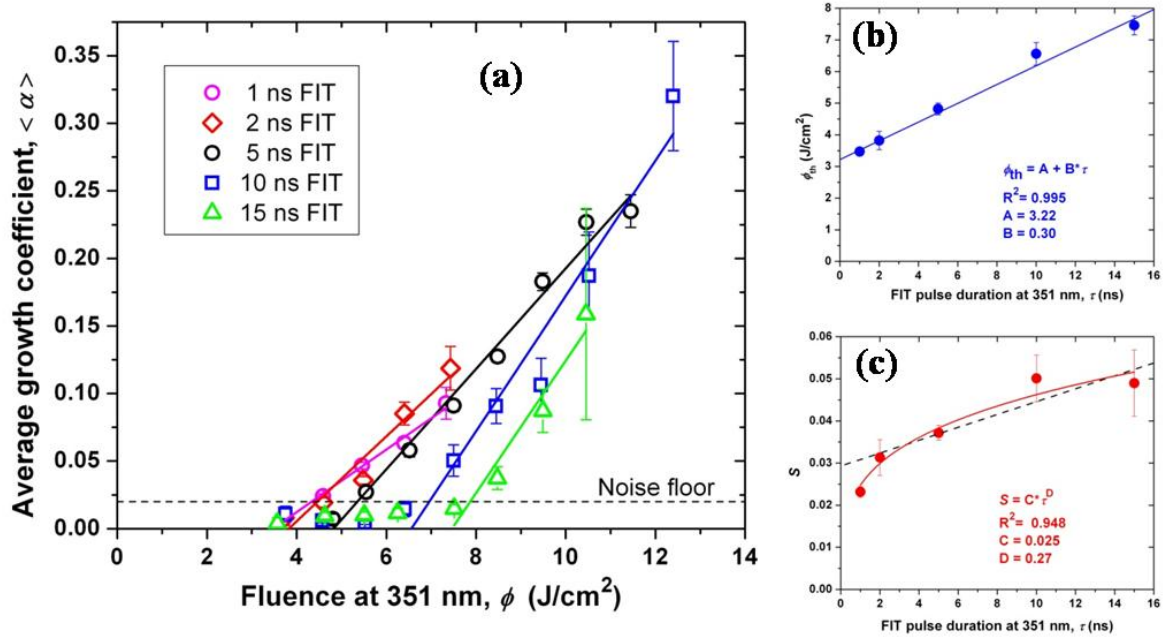 (a)
1 ns FIT
2 ns FIT
5 ns FIT
10 ns FIT
15 ns FIT
Average growth coefficient, < α >
0.35
0.30
0.25
0.20
0.15
0.10
0.05
0.00
Noise floor
0 2 4 6 8 10 12 14
Fluence at 351 nm, ϕ (J/cm²)
(b)
ϕth (J/cm²)
8
7
6
5
4
3
2
1
0
ϕth = A + B* τ
R²= 0.995
A = 3.22
B = 0.30
0 2 4 6 8 10 12 14 16
FIT pulse duration at 351 nm, τ (ns)
(c)
S
0.06
0.05
0.04
0.03
0.02
0.01
0.00
S = C* τᴰ
R²= 0.948
C = 0.025
D = 0.27
0 2 4 6 8 10 12 14 16
FIT pulse duration at 351 nm, τ (ns)